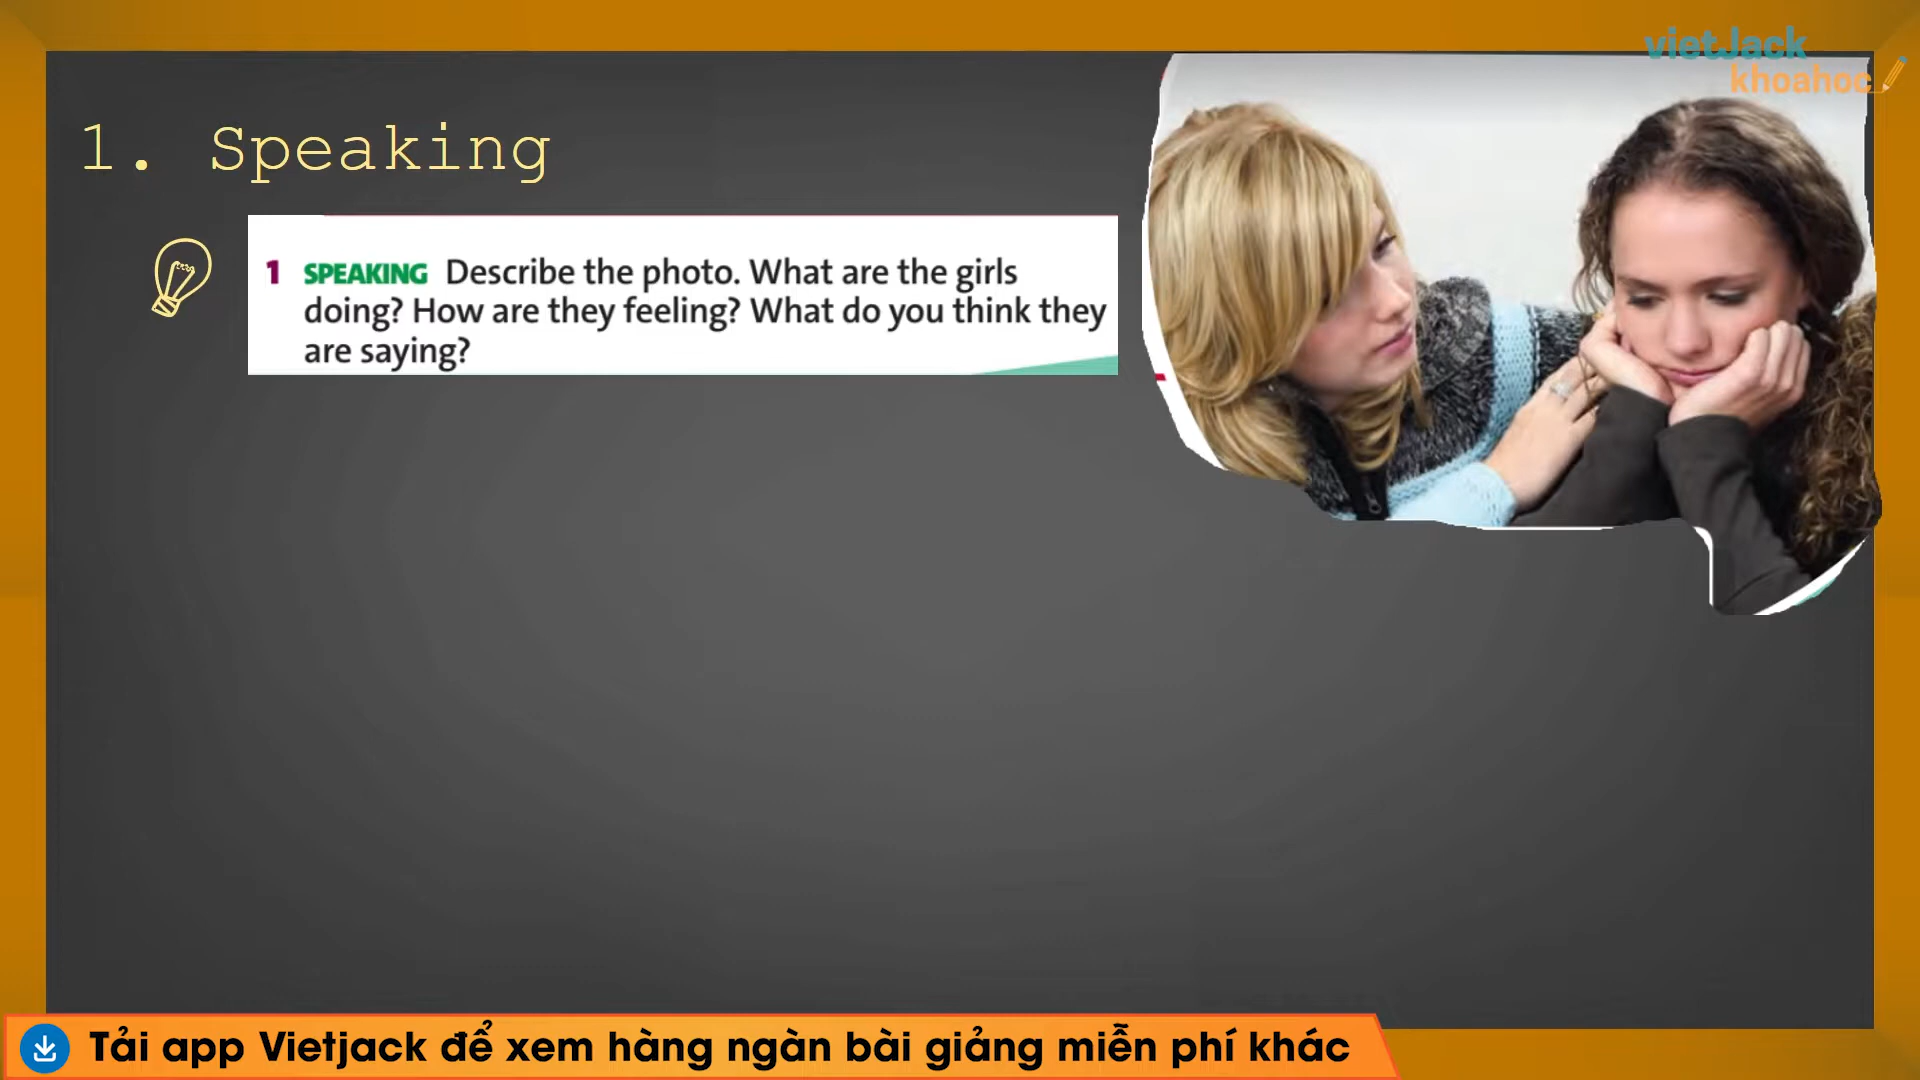 vietJack
khoahoc
1. Speaking
1 SPEAKING Describe the photo. What are the girls
doing? How are they feeling? What do you think they
are saying?
Tải app Vietjack để xem hàng ngàn bài giảng miễn phí khác